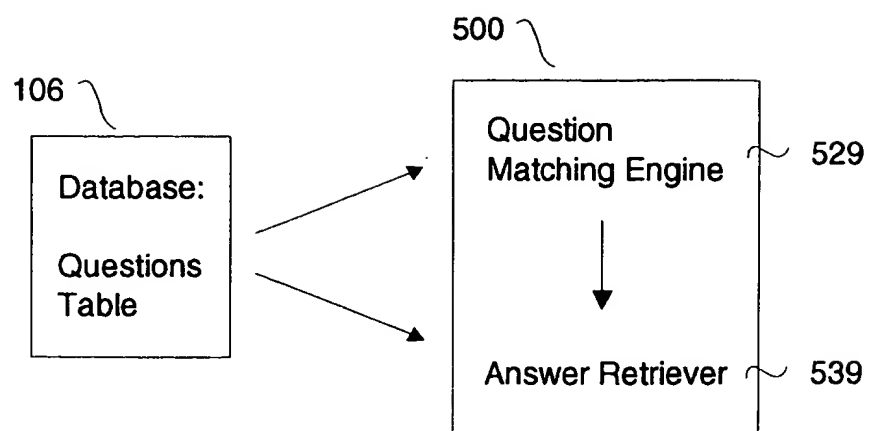 500
106
Question
Matching Engine
529
Database:
Questions
Table
Answer Retriever
539